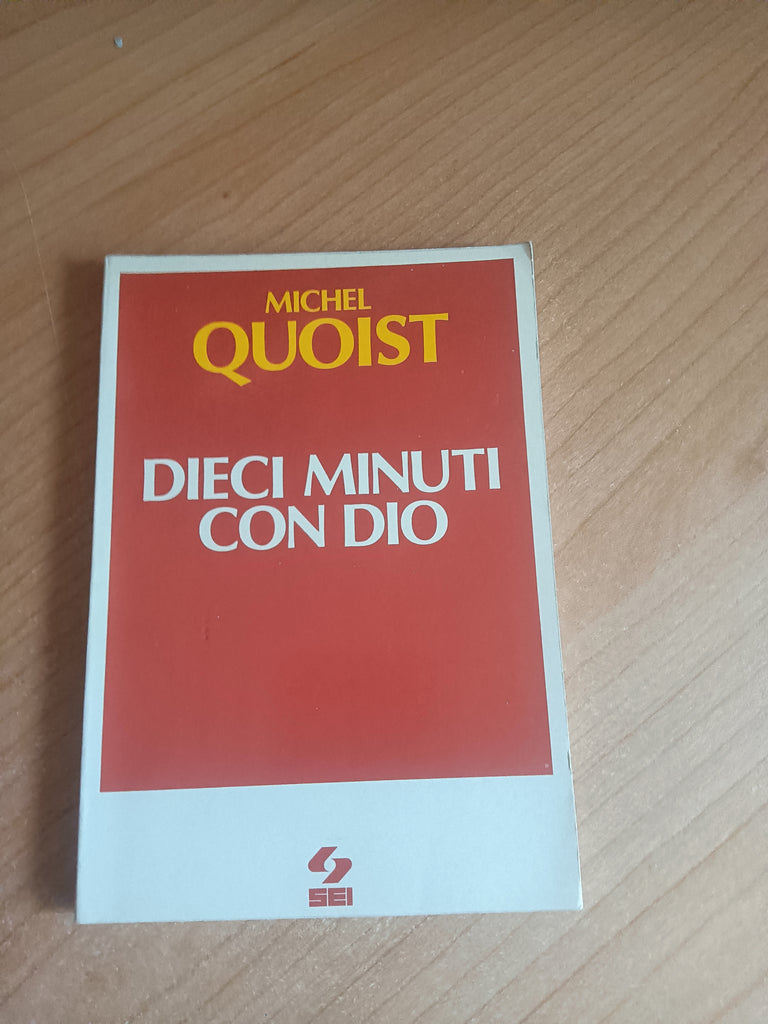 MICHEL
QUOIST
DIECI MINUTI
CON DIO
SEI